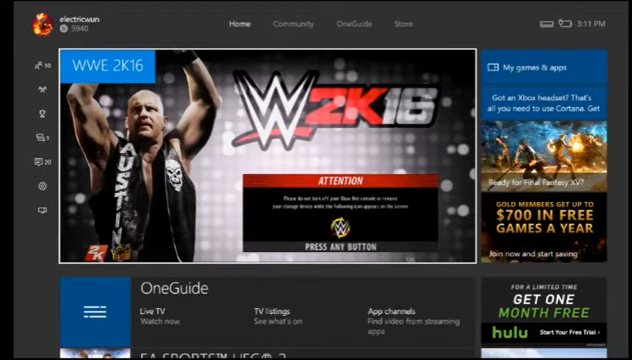 electricwun
3940
Home
Community
OneGuide
Store
3:11 PM
10
1
20
WWE 2K16
W 2K16
AUSTIN
2K
ATTENTION
Please do not turn off your Xbox One console or remove
your storage device while the following icon appears on the screen
PRESS ANY BUTTON
My games & apps
Got an Xbox headset? That's
all you need to use Cortana. Get
Ready for Final Fantasy XV?
GOLD MEMBERS GET UP TO
$700 IN FREE
GAMES A YEAR
Join now and start saving
OneGuide
Live TV
Watch now
TV listings
See what's on
App channels
Find video from streaming
apps
FOR A LIMITED TIME
GET ONE
MONTH FREE
hulu
Start Your Free Trial
EA SPORTS™ UFC® 2